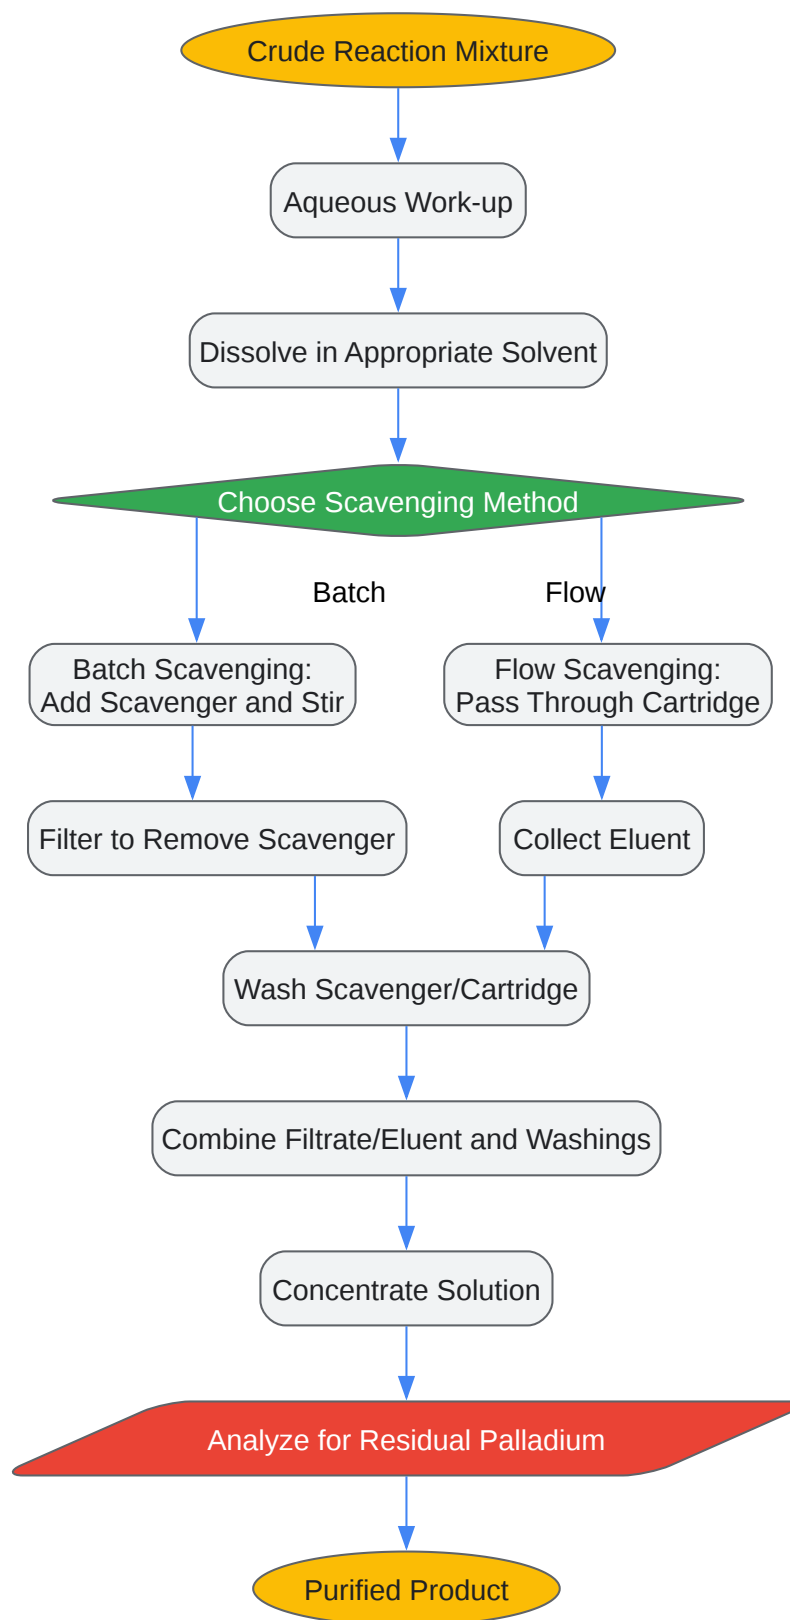 Crude Reaction Mixture
Aqueous Work-up
Dissolve in Appropriate Solvent
Choose Scavenging Method
Batch
Flow
Batch Scavenging:
Add Scavenger and Stir
Flow Scavenging:
Pass Through Cartridge
Filter to Remove Scavenger
Collect Eluent
Wash Scavenger/Cartridge
Combine Filtrate/Eluent and Washings
Concentrate Solution
Analyze for Residual Palladium
Purified Product